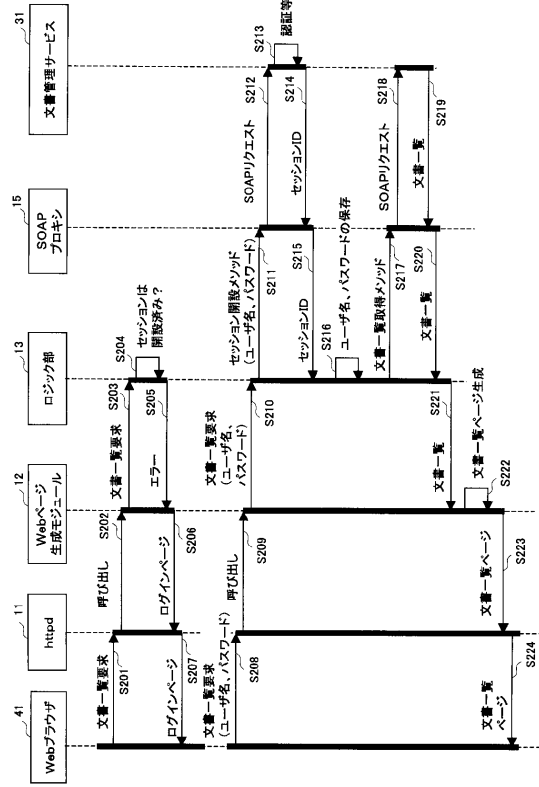 41
Webブラウザ
11
httpd
12
Webページ
生成モジュール
13
ロジック部
15
SOAP
プロキシ
31
文書管理サービス
文書一覧要求
S201
呼び出し
S202
文書一覧要求
S203
S204
セッションは
開設済み?
エラー
S205
ログインページ
S206
ログインページ
S207
文書一覧要求
(ユーザ名、パスワード)
S208
呼び出し
S209
文書一覧要求
(ユーザ名、
パスワード)
S210
セッション開設メソッド
(ユーザ名、パスワード)
S211
SOAPリクエスト
S212
S213
認証等
セッションID
S214
セッションID
S215
S216
ユーザ名、パスワードの保存
文書一覧取得メソッド
S217
SOAPリクエスト
S218
文書一覧
S219
文書一覧
S220
文書一覧
S221
文書一覧ページ生成
S222
文書一覧ページ
S223
文書一覧
ページ
S224